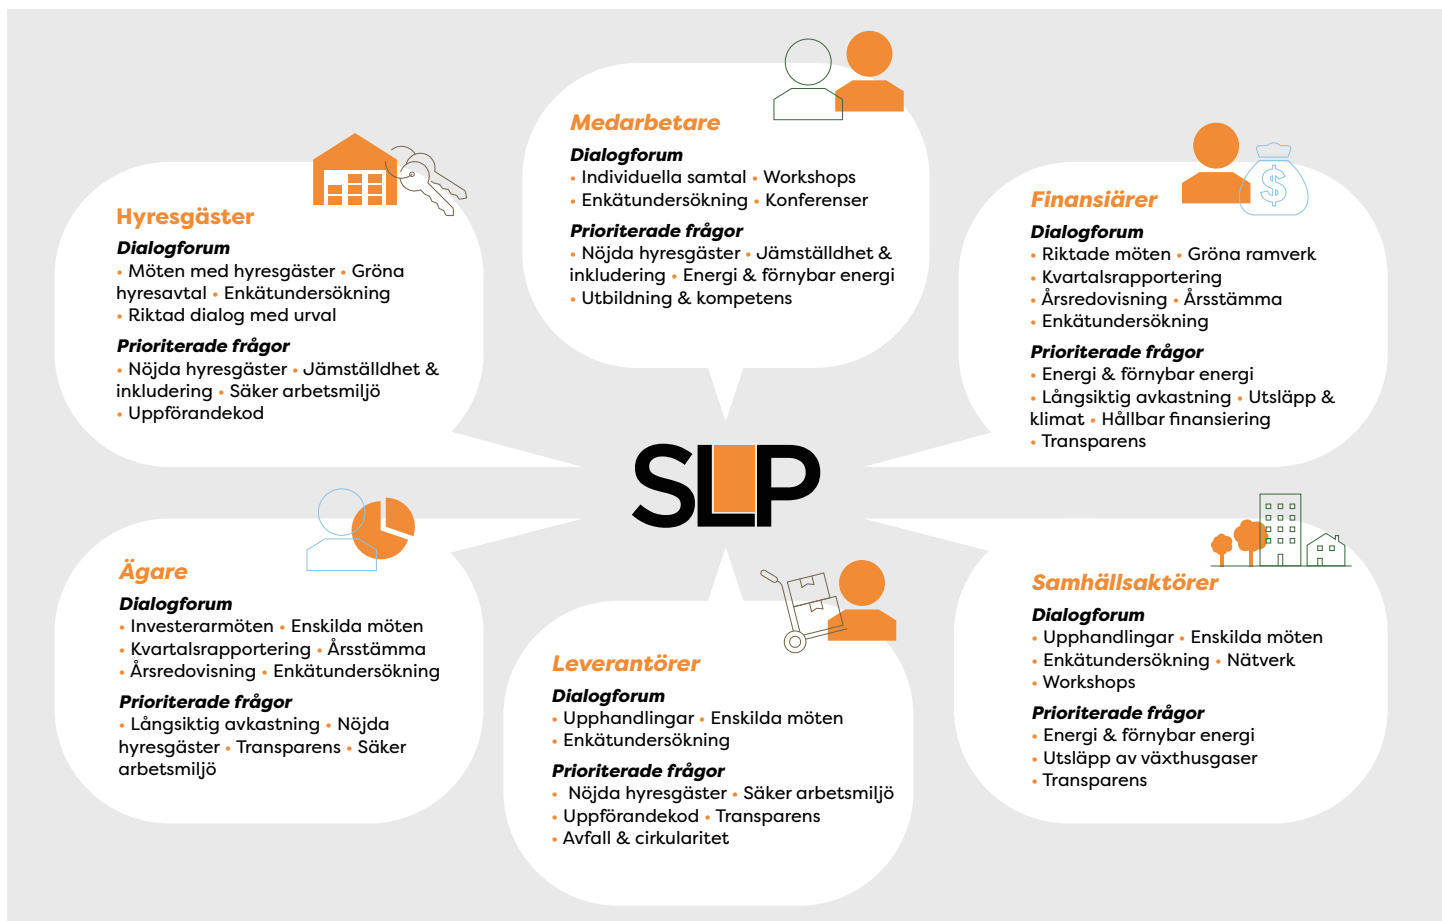 Medarbetare
Dialogforum
• Individuella samtal • Workshops
• Enkätundersökning • Konferenser
Prioriterade frågor
• Nöjda hyresgäster • Jämställdhet &
inkludering • Energi & förnybar energi
• Utbildning & kompetens
Hyresgäster
Dialogforum
• Möten med hyresgäster • Gröna
hyresavtal • Enkätundersökning
• Riktad dialog med urval
Prioriterade frågor
• Nöjda hyresgäster • Jämställdhet &
inkludering • Säker arbetsmiljö
• Uppförandekod
Finansiärer
Dialogforum
• Riktade möten • Gröna ramverk
• Kvartalsrapportering
• Årsredovisning • Årsstämma
• Enkätundersökning
Prioriterade frågor
• Energi & förnybar energi
• Långsiktig avkastning • Utsläpp &
klimat • Hållbar finansiering
• Transparens
$
SLP
Ägare
Dialogforum
• Investerarmöten • Enskilda möten
• Kvartalsrapportering • Årsstämma
• Årsredovisning • Enkätundersökning
Prioriterade frågor
• Långsiktig avkastning • Nöjda
hyresgäster • Transparens • Säker
arbetsmiljö
Leverantörer
Dialogforum
• Upphandlingar • Enskilda möten
• Enkätundersökning
Prioriterade frågor
• Nöjda hyresgäster • Säker arbetsmiljö
• Uppförandekod • Transparens
• Avfall & cirkularitet
Samhällsaktörer
Dialogforum
• Upphandlingar • Enskilda möten
• Enkätundersökning • Nätverk
• Workshops
Prioriterade frågor
• Energi & förnybar energi
• Utsläpp av växthusgaser
• Transparens